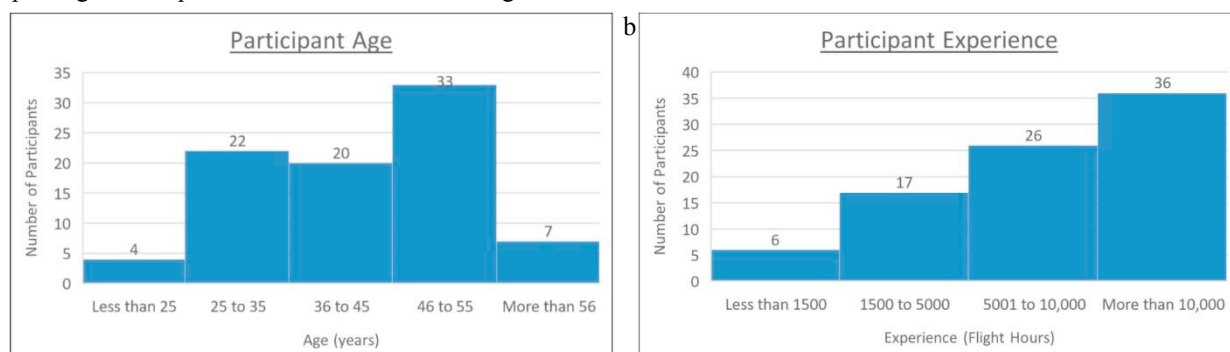 Participant Age
Number of Participants
35
30
25
20
15
10
5
0
4
22
20
33
7
Less than 25 25 to 35 36 to 45 46 to 55 More than 56
Age (years)
b
Participant Experience
Number of Participants
40
35
30
25
20
15
10
5
0
6
17
26
36
Less than 1500 1500 to 5000 5001 to 10,000 More than 10,000
Experience (Flight Hours)